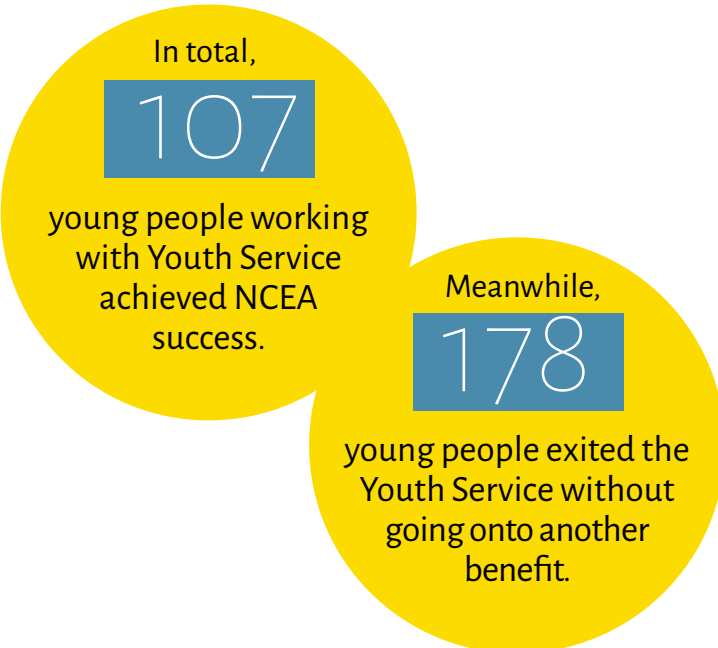 In total,
107
young people working
with Youth Service
achieved NCEA
success.
Meanwhile,
178
young people exited the
Youth Service without
going onto another
benefit.